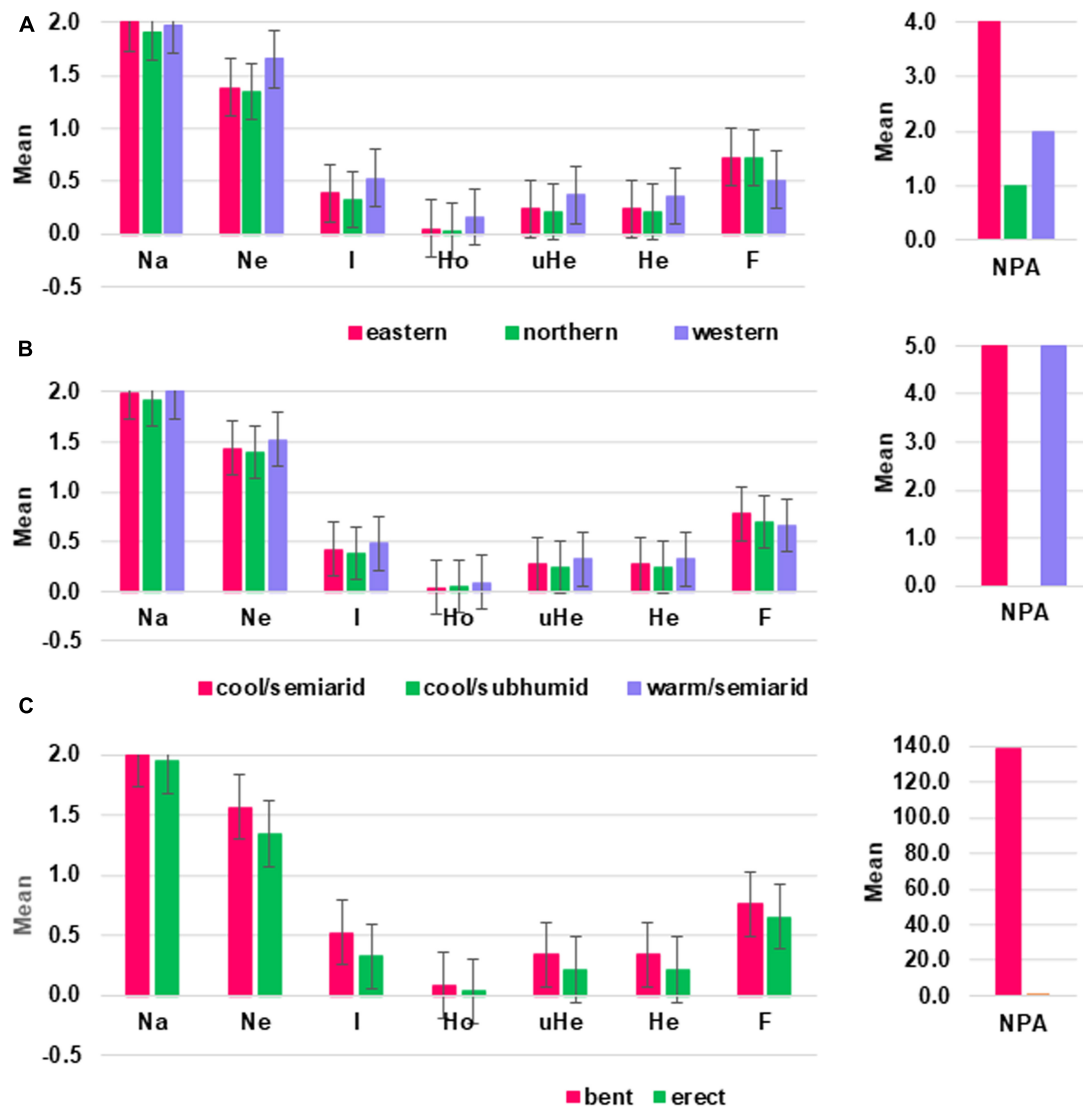 A
2.0
1.5
1.0
0.5
0.0
-0.5
Mean
Na Ne I Ho uHe He F
eastern northern western
4.0
3.0
2.0
1.0
0.0
Mean
NPA
B
2.0
1.5
1.0
0.5
0.0
-0.5
Mean
Na Ne I Ho uHe He F
cool/semiarid cool/subhumid warm/semiarid
5.0
4.0
3.0
2.0
1.0
0.0
Mean
NPA
C
2.0
1.5
1.0
0.5
0.0
-0.5
Mean
Na Ne I Ho uHe He F
bent erect
140.0
120.0
100.0
80.0
60.0
40.0
20.0
0.0
Mean
NPA